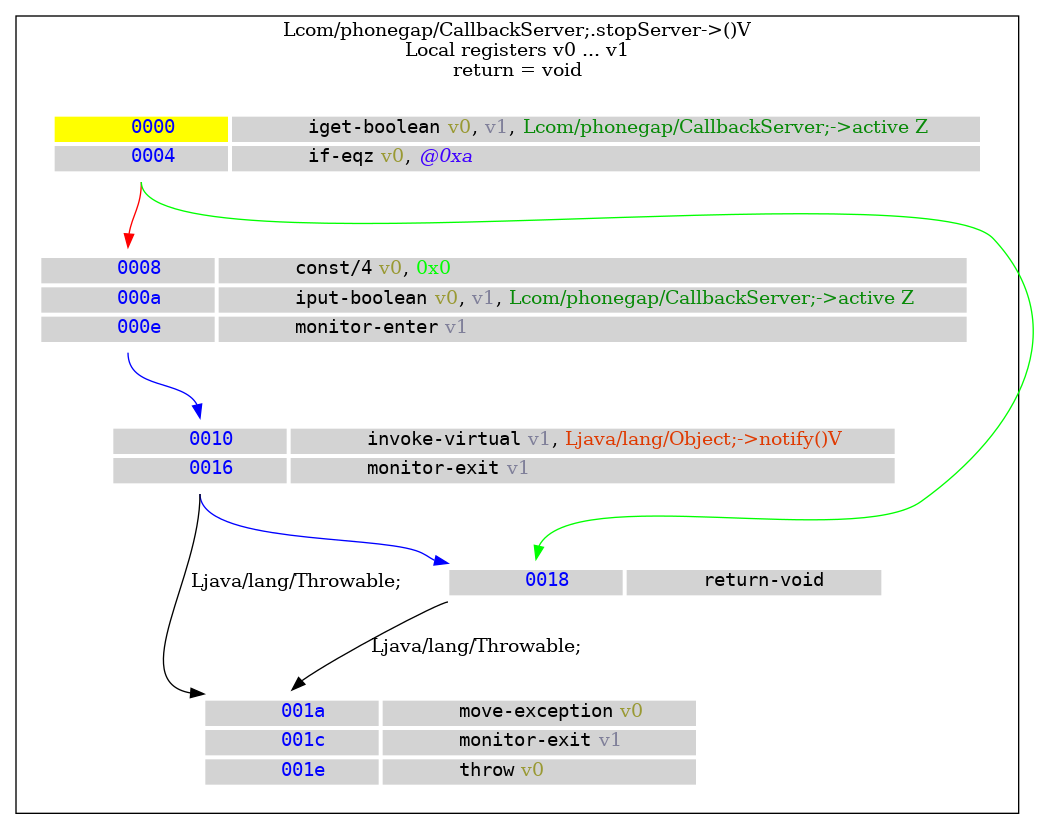 Lcom/phonegap/CallbackServer;.stopServer->()V
Local registers v0 ... v1
return = void
0000 iget-boolean v0, v1, Lcom/phonegap/CallbackServer;->active Z
0004 if-eqz v0, @0xa
0008 const/4 v0, 0x0
000a iput-boolean v0, v1, Lcom/phonegap/CallbackServer;->active Z
000e monitor-enter v1
0010 invoke-virtual v1, Ljava/lang/Object;->notify()V
0016 monitor-exit v1
Ljava/lang/Throwable;
0018 return-void
Ljava/lang/Throwable;
001a move-exception v0
001c monitor-exit v1
001e throw v0